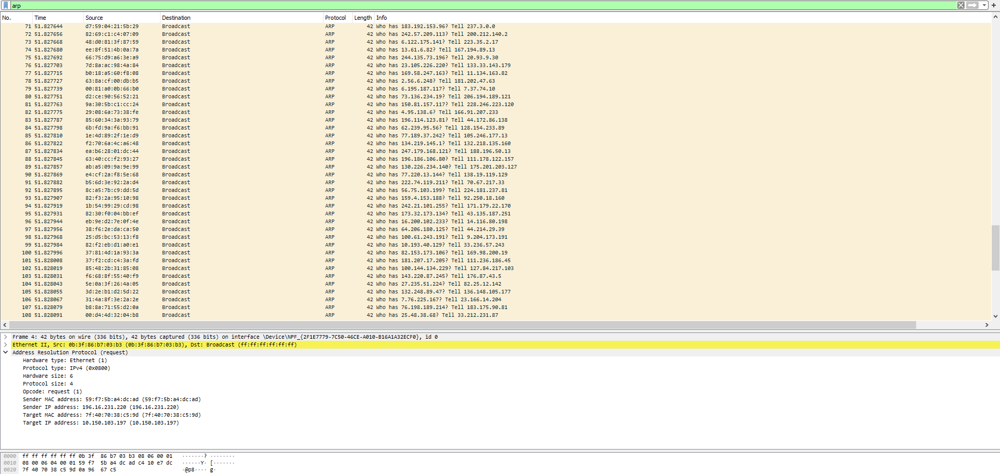 arp
No. Time Source Destination Protocol Length Info
71 51.827644 d7:59:04:21:5b:29 Broadcast ARP 42 Who has 183.192.153.96? Tell 237.3.0.0
72 51.827656 82:69:c1:c4:07:09 Broadcast ARP 42 Who has 242.57.209.113? Tell 200.212.140.2
73 51.827668 48:d0:81:3f:87:59 Broadcast ARP 42 Who has 6.122.175.141? Tell 223.35.2.17
74 51.827680 ee:8f:51:4b:0a:7a Broadcast ARP 42 Who has 13.61.6.82? Tell 167.194.89.13
75 51.827692 66:75:d9:a6:3e:a9 Broadcast ARP 42 Who has 244.135.73.196? Tell 20.93.9.30
76 51.827703 7d:8a:ac:98:4a:84 Broadcast ARP 42 Who has 23.105.226.220? Tell 133.33.143.179
77 51.827715 b0:18:a5:60:f8:08 Broadcast ARP 42 Who has 169.58.247.163? Tell 11.134.163.82
78 51.827727 63:8a:cf:00:db:b5 Broadcast ARP 42 Who has 2.56.6.248? Tell 181.202.47.63
79 51.827739 00:81:a0:0b:66:b0 Broadcast ARP 42 Who has 6.195.187.117? Tell 7.37.74.10
80 51.827751 d2:ce:90:56:52:21 Broadcast ARP 42 Who has 73.136.234.19? Tell 206.194.189.121
81 51.827763 9a:30:5b:c1:cc:24 Broadcast ARP 42 Who has 150.81.157.117? Tell 228.246.223.120
82 51.827775 29:08:6a:73:38:fe Broadcast ARP 42 Who has 4.95.138.6? Tell 166.91.207.233
83 51.827787 85:60:34:3a:93:79 Broadcast ARP 42 Who has 196.114.123.81? Tell 44.172.86.138
84 51.827798 6b:fd:9a:f6:bb:91 Broadcast ARP 42 Who has 62.239.95.56? Tell 128.154.233.89
85 51.827810 1e:4d:89:2f:1e:d9 Broadcast ARP 42 Who has 77.189.37.242? Tell 105.246.177.13
86 51.827822 f2:70:6a:4c:a6:48 Broadcast ARP 42 Who has 134.219.145.1? Tell 132.218.135.160
87 51.827834 ea:b6:28:01:dc:44 Broadcast ARP 42 Who has 247.179.168.121? Tell 188.196.50.13
88 51.827845 63:40:cc:f2:93:27 Broadcast ARP 42 Who has 196.186.106.80? Tell 111.178.122.157
89 51.827857 ab:a5:09:9a:9e:99 Broadcast ARP 42 Who has 130.226.234.140? Tell 175.201.203.127
90 51.827869 e4:cf:2a:f8:5e:68 Broadcast ARP 42 Who has 77.220.13.144? Tell 138.19.119.129
91 51.827882 b5:6d:3e:92:2a:d4 Broadcast ARP 42 Who has 222.74.119.211? Tell 70.67.217.33
92 51.827895 8c:a5:7b:c9:dd:5d Broadcast ARP 42 Who has 56.75.103.199? Tell 224.181.237.81
93 51.827907 82:f3:2a:95:10:98 Broadcast ARP 42 Who has 159.4.153.188? Tell 92.250.18.160
94 51.827919 1b:54:99:29:cd:98 Broadcast ARP 42 Who has 242.21.101.255? Tell 171.179.22.170
95 51.827931 82:30:f0:04:bb:ef Broadcast ARP 42 Who has 173.32.173.134? Tell 43.135.187.251
96 51.827944 eb:9e:d2:7e:0f:4e Broadcast ARP 42 Who has 16.200.102.233? Tell 14.116.80.198
97 51.827956 38:f6:2e:da:ca:50 Broadcast ARP 42 Who has 64.206.180.125? Tell 44.214.29.39
98 51.827968 25:d5:bc:53:13:f8 Broadcast ARP 42 Who has 100.61.243.191? Tell 9.204.173.191
99 51.827984 82:f2:eb:d1:a0:e1 Broadcast ARP 42 Who has 10.193.40.129? Tell 33.236.57.243
100 51.827996 37:81:4d:1a:93:3a Broadcast ARP 42 Who has 82.153.173.106? Tell 169.98.200.19
101 51.828008 37:f2:cd:c4:3a:fd Broadcast ARP 42 Who has 181.207.17.205? Tell 111.236.186.45
102 51.828019 85:48:2b:31:85:08 Broadcast ARP 42 Who has 100.144.134.229? Tell 127.84.217.103
103 51.828031 f6:68:8f:55:40:f9 Broadcast ARP 42 Who has 143.220.87.245? Tell 176.87.43.5
104 51.828043 5e:0a:3f:26:4a:05 Broadcast ARP 42 Who has 27.235.51.224? Tell 82.25.12.142
105 51.828055 3d:2e:b1:d2:5d:22 Broadcast ARP 42 Who has 132.248.89.47? Tell 136.148.105.177
106 51.828067 31:4a:8f:3e:2a:2e Broadcast ARP 42 Who has 7.76.225.167? Tell 23.166.14.204
107 51.828079 b8:8a:71:55:d2:0a Broadcast ARP 42 Who has 76.198.189.214? Tell 183.175.90.81
108 51.828091 00:d4:4d:32:04:b8 Broadcast ARP 42 Who has 25.48.38.68? Tell 33.212.231.87
Frame 4: 42 bytes on wire (336 bits), 42 bytes captured (336 bits) on interface \Device\NPF_{2F1E7779-7C50-46CE-A010-B16A1A32ECF0}, id 0
Ethernet II, Src: 0b:3f:86:b7:03:b3 (0b:3f:86:b7:03:b3), Dst: Broadcast (ff:ff:ff:ff:ff:ff)
Address Resolution Protocol (request)
Hardware type: Ethernet (1)
Protocol type: IPv4 (0x0800)
Hardware size: 6
Protocol size: 4
Opcode: request (1)
Sender MAC address: 59:f7:5b:a4:dc:ad (59:f7:5b:a4:dc:ad)
Sender IP address: 196.16.231.220 (196.16.231.220)
Target MAC address: 7f:40:70:38:c5:9d (7f:40:70:38:c5:9d)
Target IP address: 10.150.103.197 (10.150.103.197)
0000 ff ff ff ff ff ff 0b 3f 86 b7 03 b3 08 06 00 01 ·······? ········
0010 08 00 06 04 00 01 59 f7 5b a4 dc ad c4 10 e7 dc ······Y· [·······
0020 7f 40 70 38 c5 9d 0a 96 67 c5 ·@p8···· g·